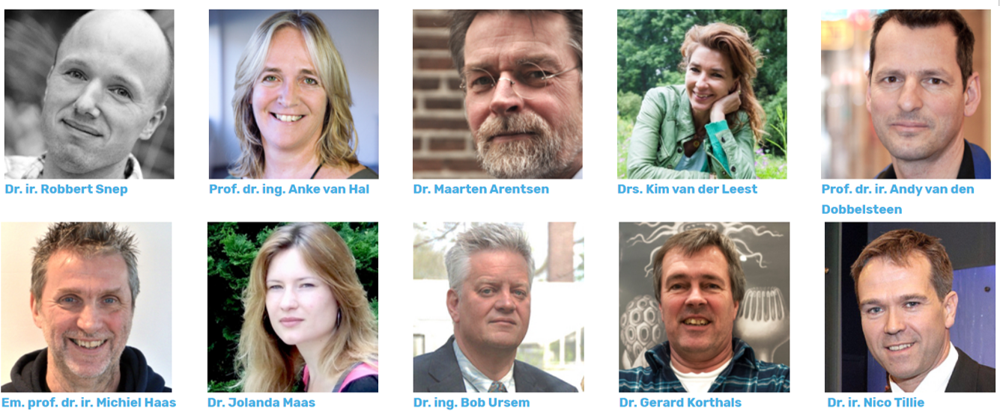 Dr. ir. Robbert Snep
Prof. dr. ing. Anke van Hal
Dr. Maarten Arentsen
Drs. Kim van der Leest
Prof. dr. ir. Andy van den
Dobbelsteen
Em. prof. dr. ir. Michiel Haas
Dr. Jolanda Maas
Dr. ing. Bob Ursem
Dr. Gerard Korthals
Dr. ir. Nico Tillie